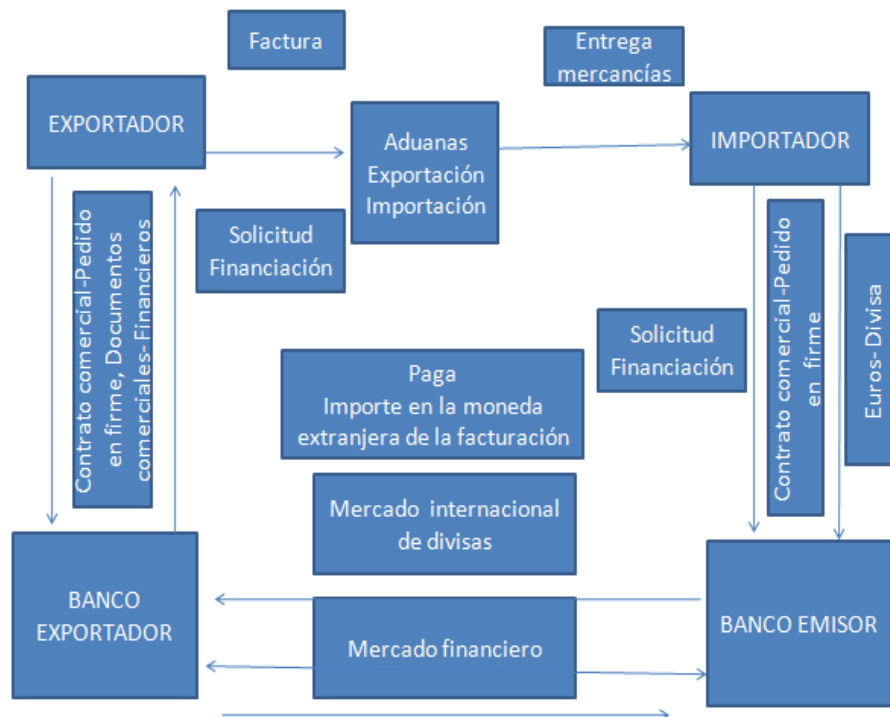 Factura
Entrega
mercancías
EXPORTADOR
Aduanas
Exportación
Importación
IMPORTADOR
Contrato comercial-Pedido
en firme, Documentos
comerciales- Financieros
Solicitud
Financiación
Solicitud
Financiación
Contrato comercial-Pedido
en firme
Euros- Divisa
Paga
Importe en la moneda
extranjera de la facturación
Mercado internacional
de divisas
BANCO
EXPORTADOR
Mercado financiero
BANCO EMISOR